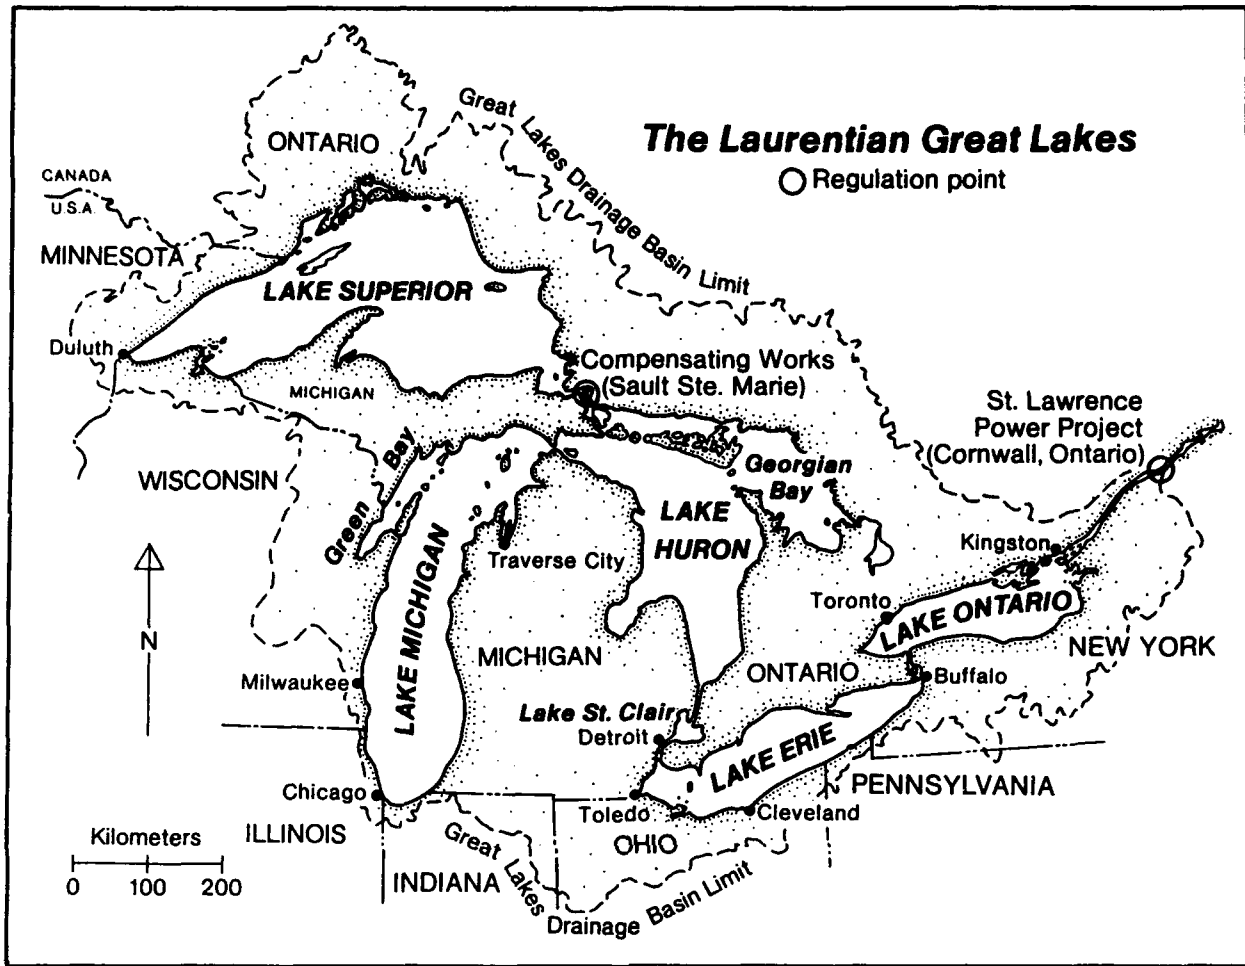 The Laurentian Great Lakes
Regulation point
Great Lakes Drainage Basin Limit
ONTARIO
CANADA
U.S.A.
MINNESOTA
LAKE SUPERIOR
Duluth
MICHIGAN
Compensating Works
(Sault Ste. Marie)
St. Lawrence
Power Project
(Cornwall, Ontario)
WISCONSIN
Green Bay
Georgian
Bay
LAKE
HURON
Traverse City
Kingston
Toronto
LAKE ONTARIO
NEW YORK
N
LAKE MICHIGAN
MICHIGAN
ONTARIO
Milwaukee
Buffalo
Lake St. Clair
Detroit
LAKE ERIE
PENNSYLVANIA
Chicago
Toledo
Cleveland
ILLINOIS
OHIO
INDIANA
Great Lakes Drainage Basin Limit
Kilometers
0 100 200